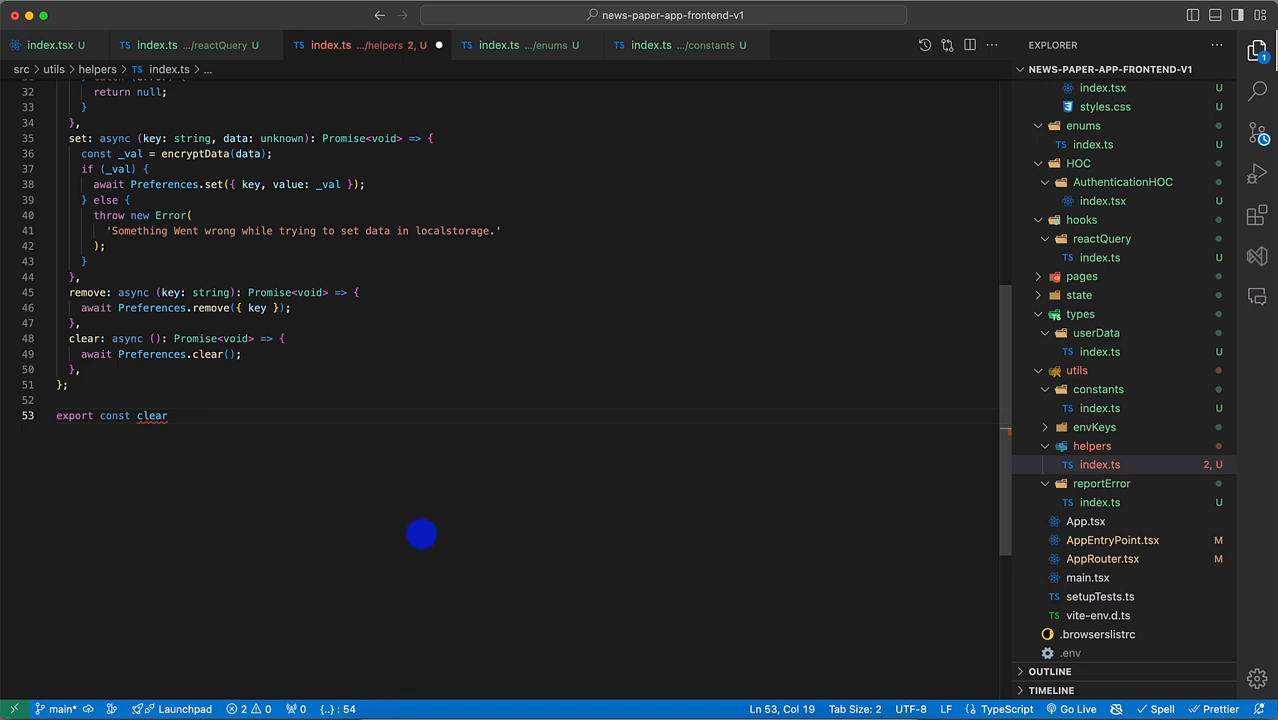 news-paper-app-frontend-v1
index.tsx U
index.ts .../reactQuery U
index.ts .../helpers 2, U
index.ts .../enums U
index.ts .../constants U
EXPLORER
src > utils > helpers > TS index.ts > ...
32 return null;
33 }
34 },
35 set: async (key: string, data: unknown): Promise<void> => {
36 const _val = encryptData(data);
37 if (_val) {
38 await Preferences.set({ key, value: _val });
39 } else {
40 throw new Error(
41 'Something Went wrong while trying to set data in localstorage.'
42 );
43 }
44 },
45 remove: async (key: string): Promise<void> => {
46 await Preferences.remove({ key });
47 },
48 clear: async (): Promise<void> => {
49 await Preferences.clear();
50 },
51 };
52
53 export const clear
NEWS-PAPER-APP-FRONTEND-V1
index.tsx U
styles.css U
enums
TS index.ts U
HOC
AuthenticationHOC
index.tsx U
hooks
reactQuery
TS index.ts U
pages
state
types
userData
TS index.ts U
utils
constants
TS index.ts U
envKeys
helpers
TS index.ts 2, U
reportError
TS index.ts U
App.tsx
AppEntryPoint.tsx M
AppRouter.tsx M
main.tsx
TS setupTests.ts
TS vite-env.d.ts
.browserslistrc
.env
OUTLINE
TIMELINE
1
main* Launchpad 2 0 0 {..} : 54 Ln 53, Col 19 Tab Size: 2 UTF-8 LF TypeScript Go Live Spell Prettier